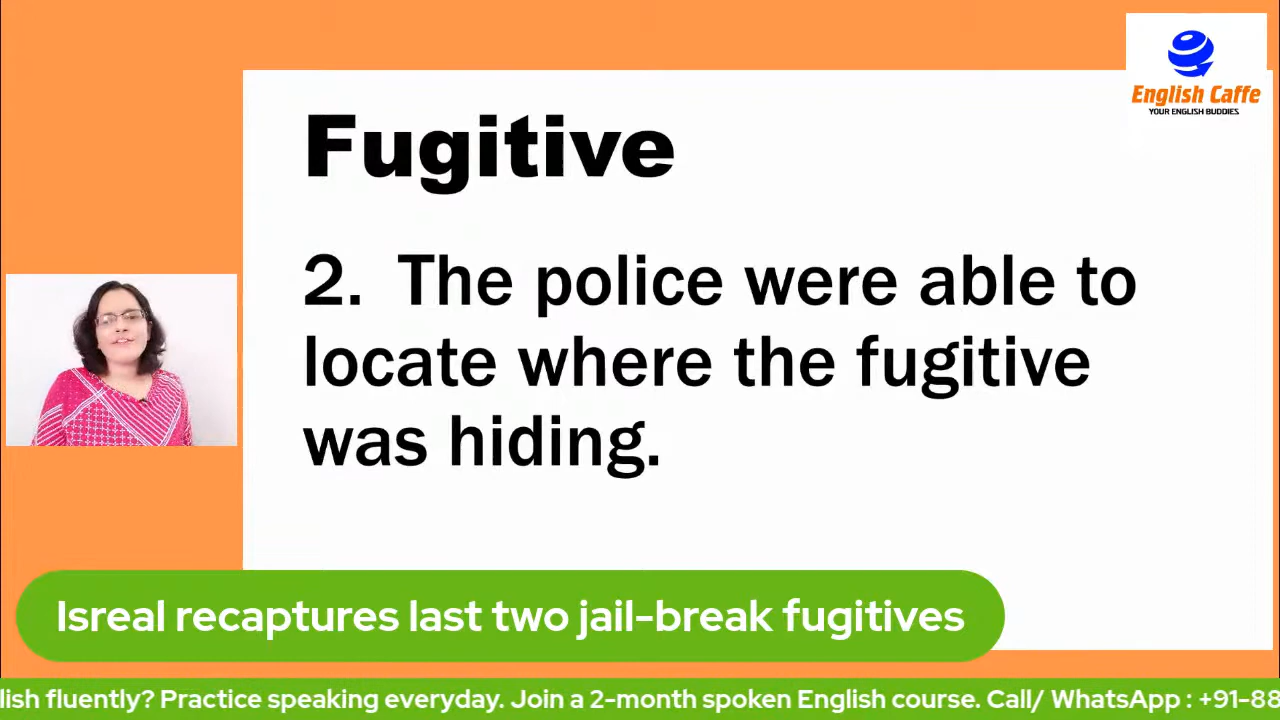 English Caffe
YOUR ENGLISH BUDDIES
Fugitive
2. The police were able to
locate where the fugitive
was hiding.
Isreal recaptures last two jail-break fugitives
lish fluently? Practice speaking everyday. Join a 2-month spoken English course. Call/ WhatsApp : +91-88